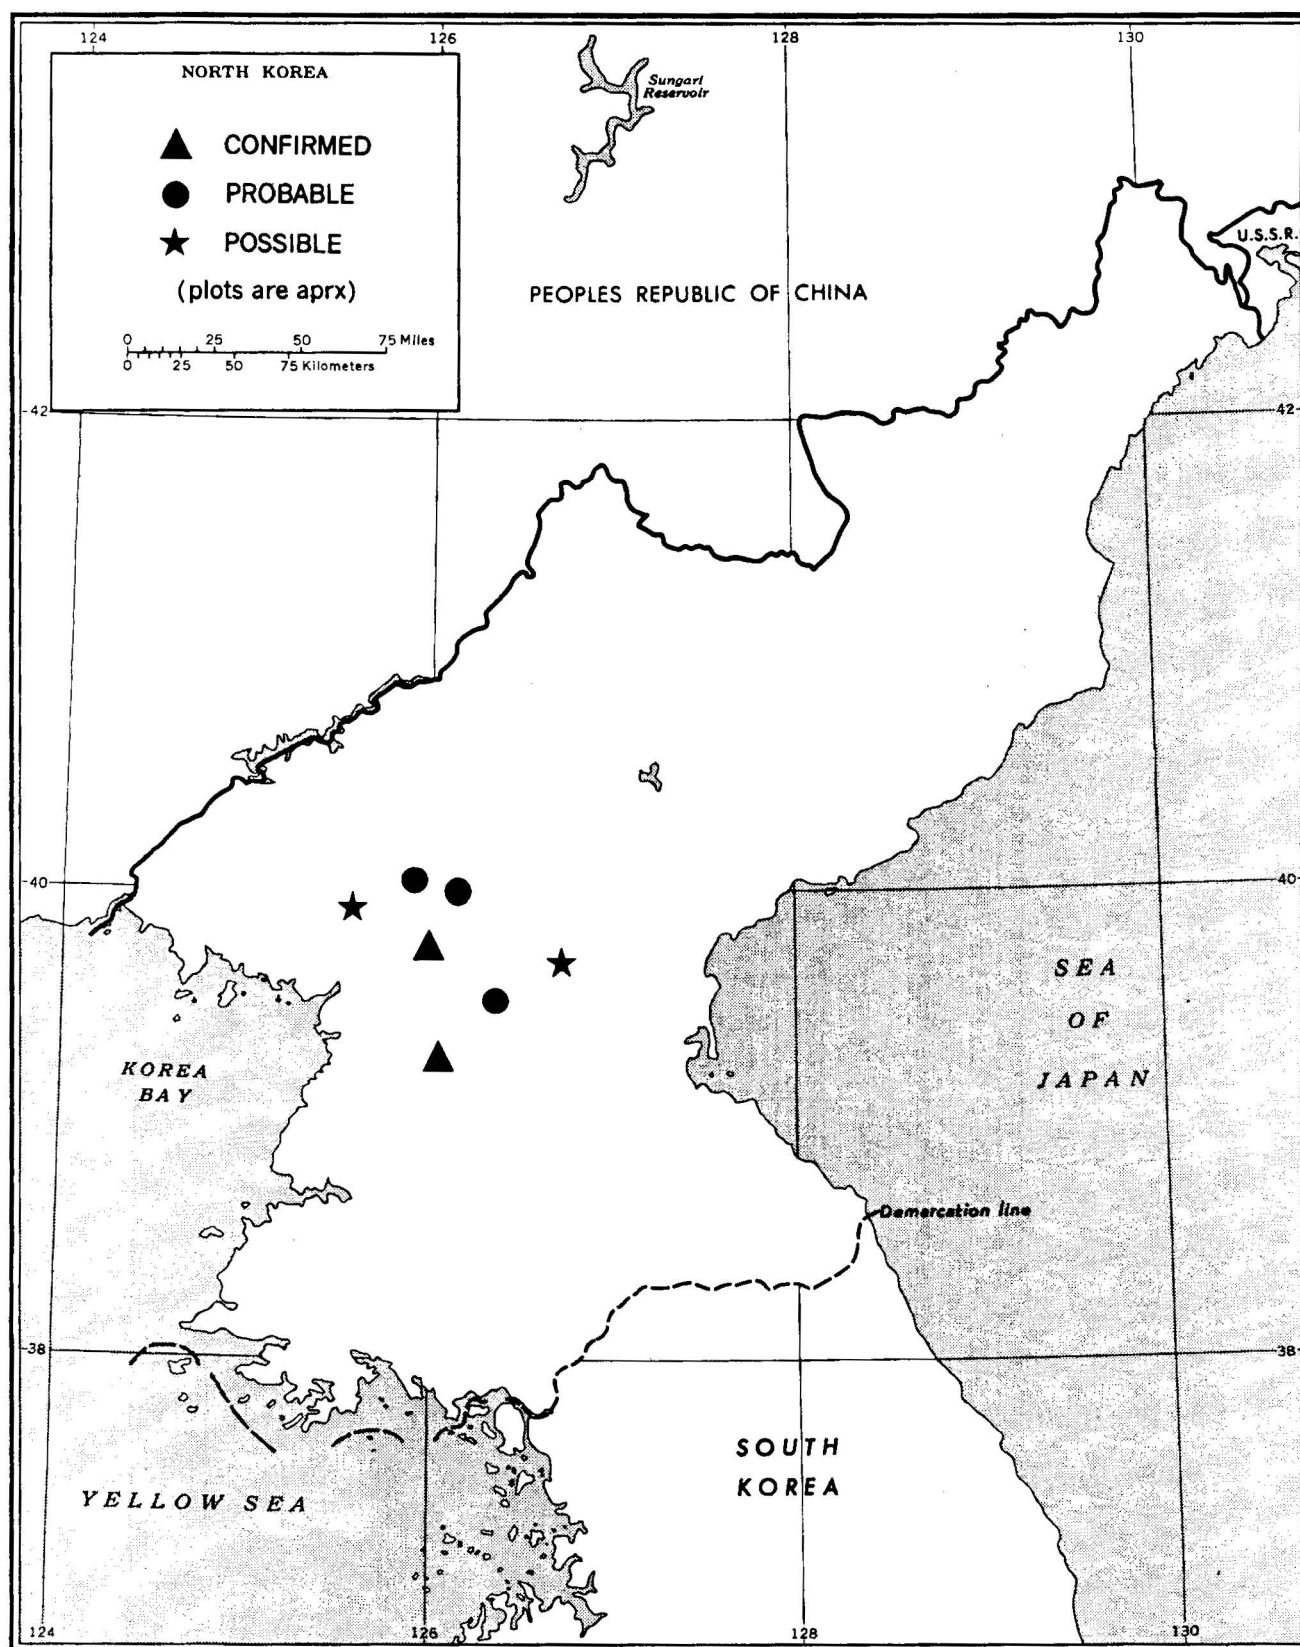 124 126 128 130
NORTH KOREA
CONFIRMED
PROBABLE
POSSIBLE
(plots are aprx)
0 25 50 75 Miles
0 25 50 75 Kilometers
Sungari
Reservoir
U.S.S.R.
PEOPLES REPUBLIC OF CHINA
42 42
40 40
SEA
OF
JAPAN
KOREA
BAY
Demarcation line
38 38
SOUTH
KOREA
YELLOW SEA
124 126 128 130